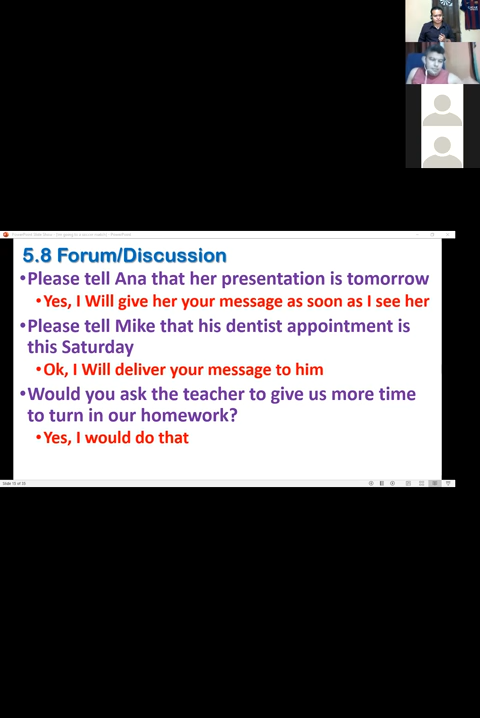 5.8 Forum/Discussion
•Please tell Ana that her presentation is tomorrow
•Yes, I Will give her your message as soon as I see her
•Please tell Mike that his dentist appointment is
this Saturday
•Ok, I Will deliver your message to him
•Would you ask the teacher to give us more time
to turn in our homework?
•Yes, I would do that